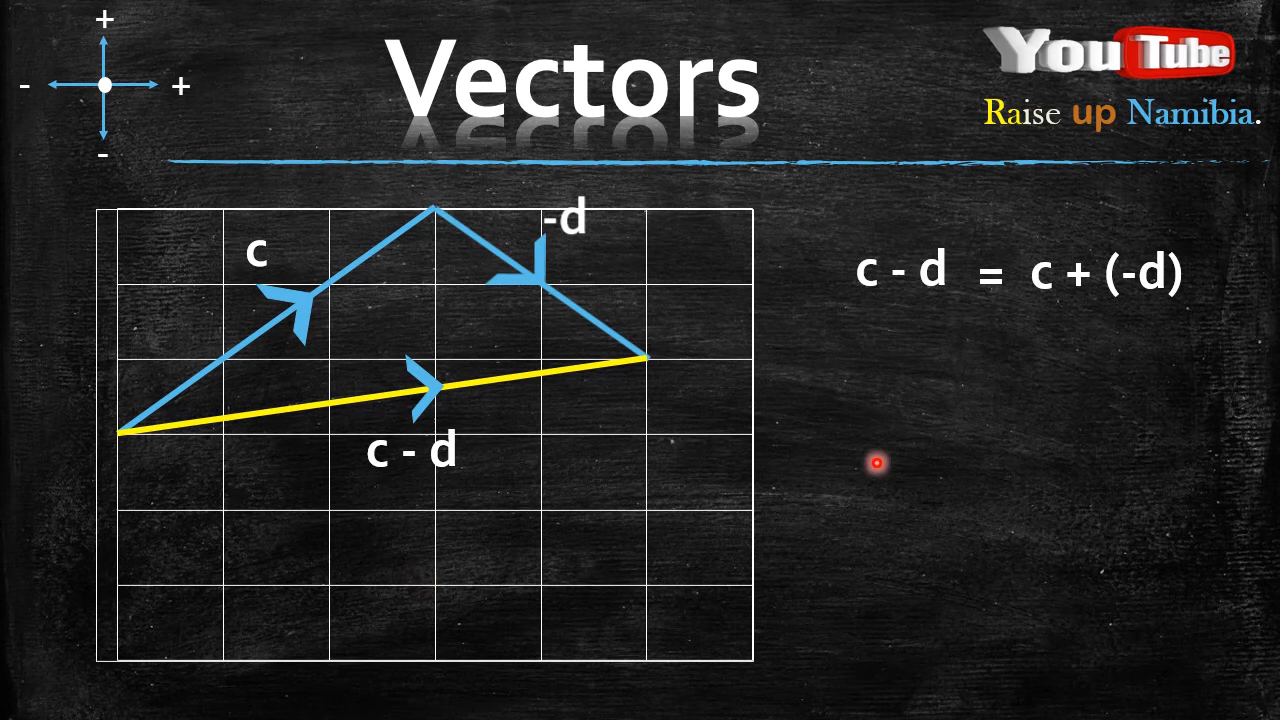 +
- +
-
Vectors
YouTube
Raise up Namibia.
c
-d
c - d
c - d = c + (-d)